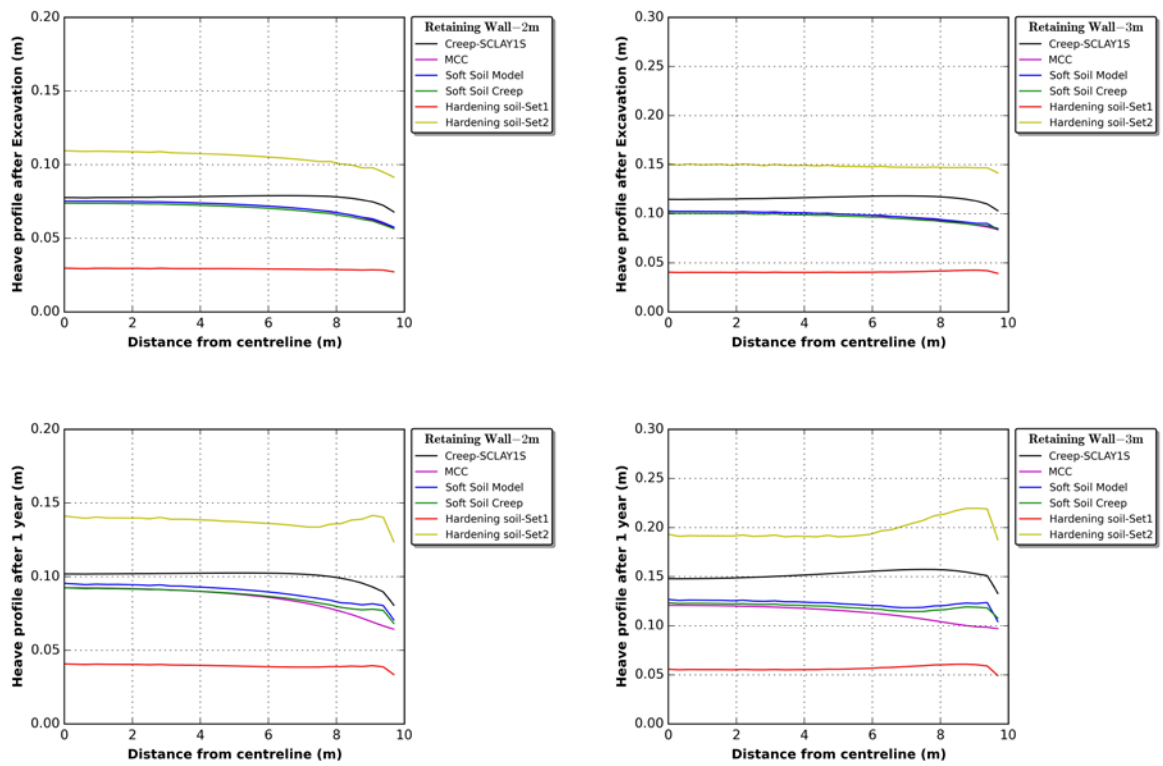 0.20
0.15
0.10
0.05
0.00
Heave profile after Excavation (m)
0 2 4 6 8 10
Distance from centreline (m)
Retaining Wall−2m
Creep-SCLAY1S
MCC
Soft Soil Model
Soft Soil Creep
Hardening soil-Set1
Hardening soil-Set2
0.30
0.25
0.20
0.15
0.10
0.05
0.00
Heave profile after Excavation (m)
0 2 4 6 8 10
Distance from centreline (m)
Retaining Wall−3m
Creep-SCLAY1S
MCC
Soft Soil Model
Soft Soil Creep
Hardening soil-Set1
Hardening soil-Set2
0.20
0.15
0.10
0.05
0.00
Heave profile after 1 year (m)
0 2 4 6 8 10
Distance from centreline (m)
Retaining Wall−2m
Creep-SCLAY1S
MCC
Soft Soil Model
Soft Soil Creep
Hardening soil-Set1
Hardening soil-Set2
0.30
0.25
0.20
0.15
0.10
0.05
0.00
Heave profile after 1 year (m)
0 2 4 6 8 10
Distance from centreline (m)
Retaining Wall−3m
Creep-SCLAY1S
MCC
Soft Soil Model
Soft Soil Creep
Hardening soil-Set1
Hardening soil-Set2